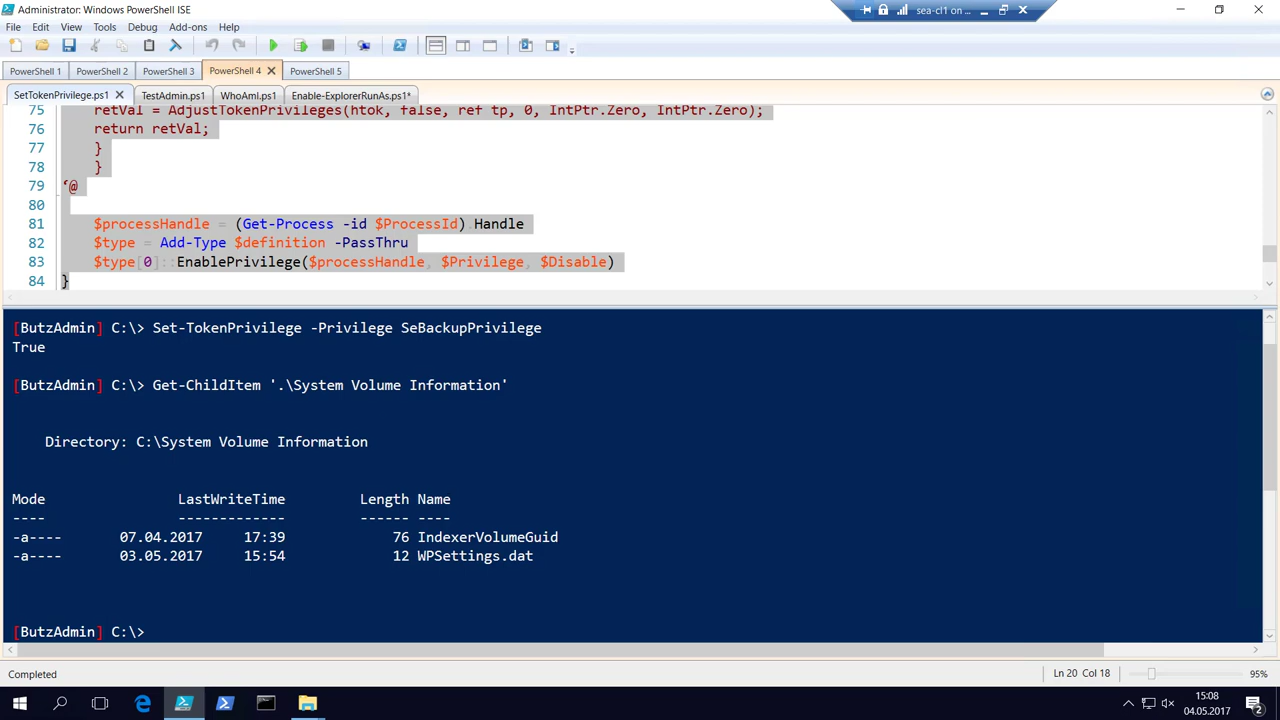 Administrator: Windows PowerShell ISE
sea-cl1 on ...
File Edit View Tools Debug Add-ons Help
PowerShell 1 PowerShell 2 PowerShell 3 PowerShell 4 PowerShell 5
SetTokenPrivilege.ps1 TestAdmin.ps1 WhoAmI.ps1 Enable-ExplorerRunAs.ps1*
75 retVal = AdjustTokenPrivileges(htok, false, ref tp, 0, IntPtr.Zero, IntPtr.Zero);
76 return retVal;
77 }
78 }
79 ‘@
80
81 $processHandle = (Get-Process -id $ProcessId).Handle
82 $type = Add-Type $definition -PassThru
83 $type[0]::EnablePrivilege($processHandle, $Privilege, $Disable)
84 }
[ButzAdmin] C:\> Set-TokenPrivilege -Privilege SeBackupPrivilege
True
[ButzAdmin] C:\> Get-ChildItem '.\System Volume Information'
Directory: C:\System Volume Information
Mode LastWriteTime Length Name
---- ------------- ------ ----
-a---- 07.04.2017 17:39 76 IndexerVolumeGuid
-a---- 03.05.2017 15:54 12 WPSettings.dat
[ButzAdmin] C:\>
Completed Ln 20 Col 18 95%
15:08
04.05.2017
2